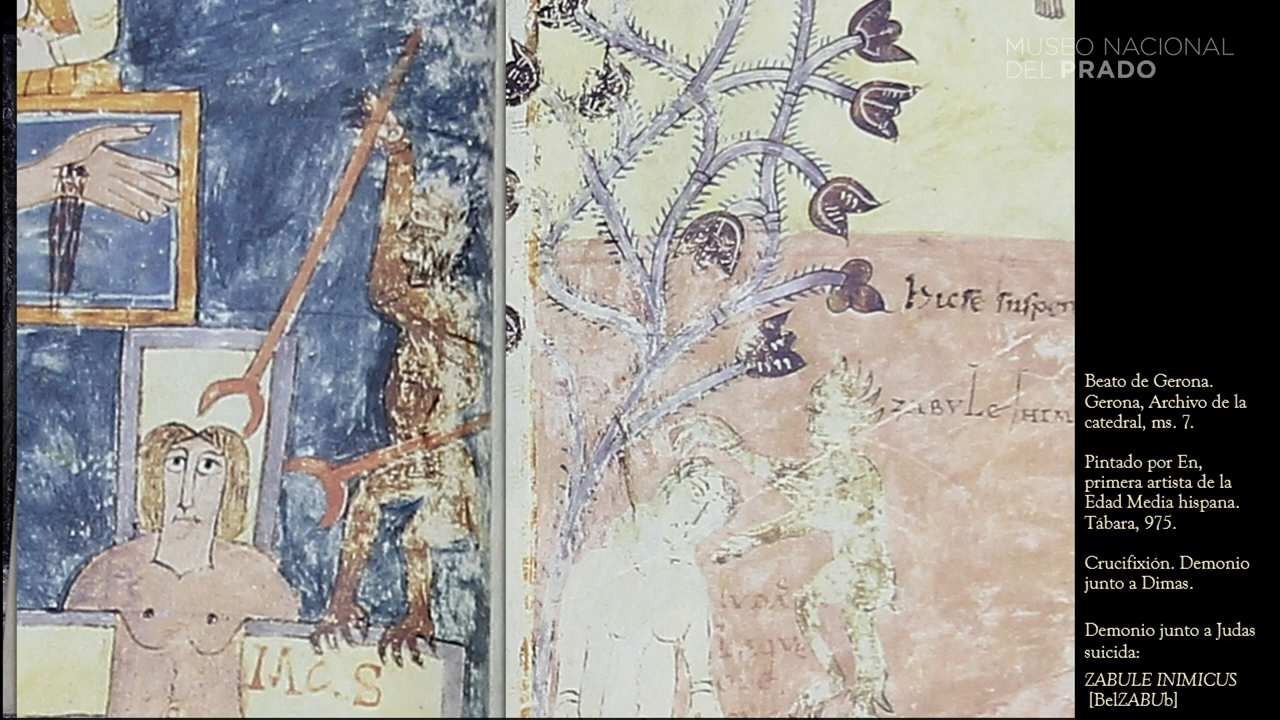 MUSEO NACIONAL
DEL PRADO
MAC.S
Beato de Gerona.
Gerona, Archivo de la
catedral, ms. 7.
Pintado por En,
primera artista de la
Edad Media hispana.
Tábara, 975.
Crucifixión. Demonio
junto a Dimas.
Demonio junto a Judas
suicida:
ZABULE INIMICUS
[BelZABUb]